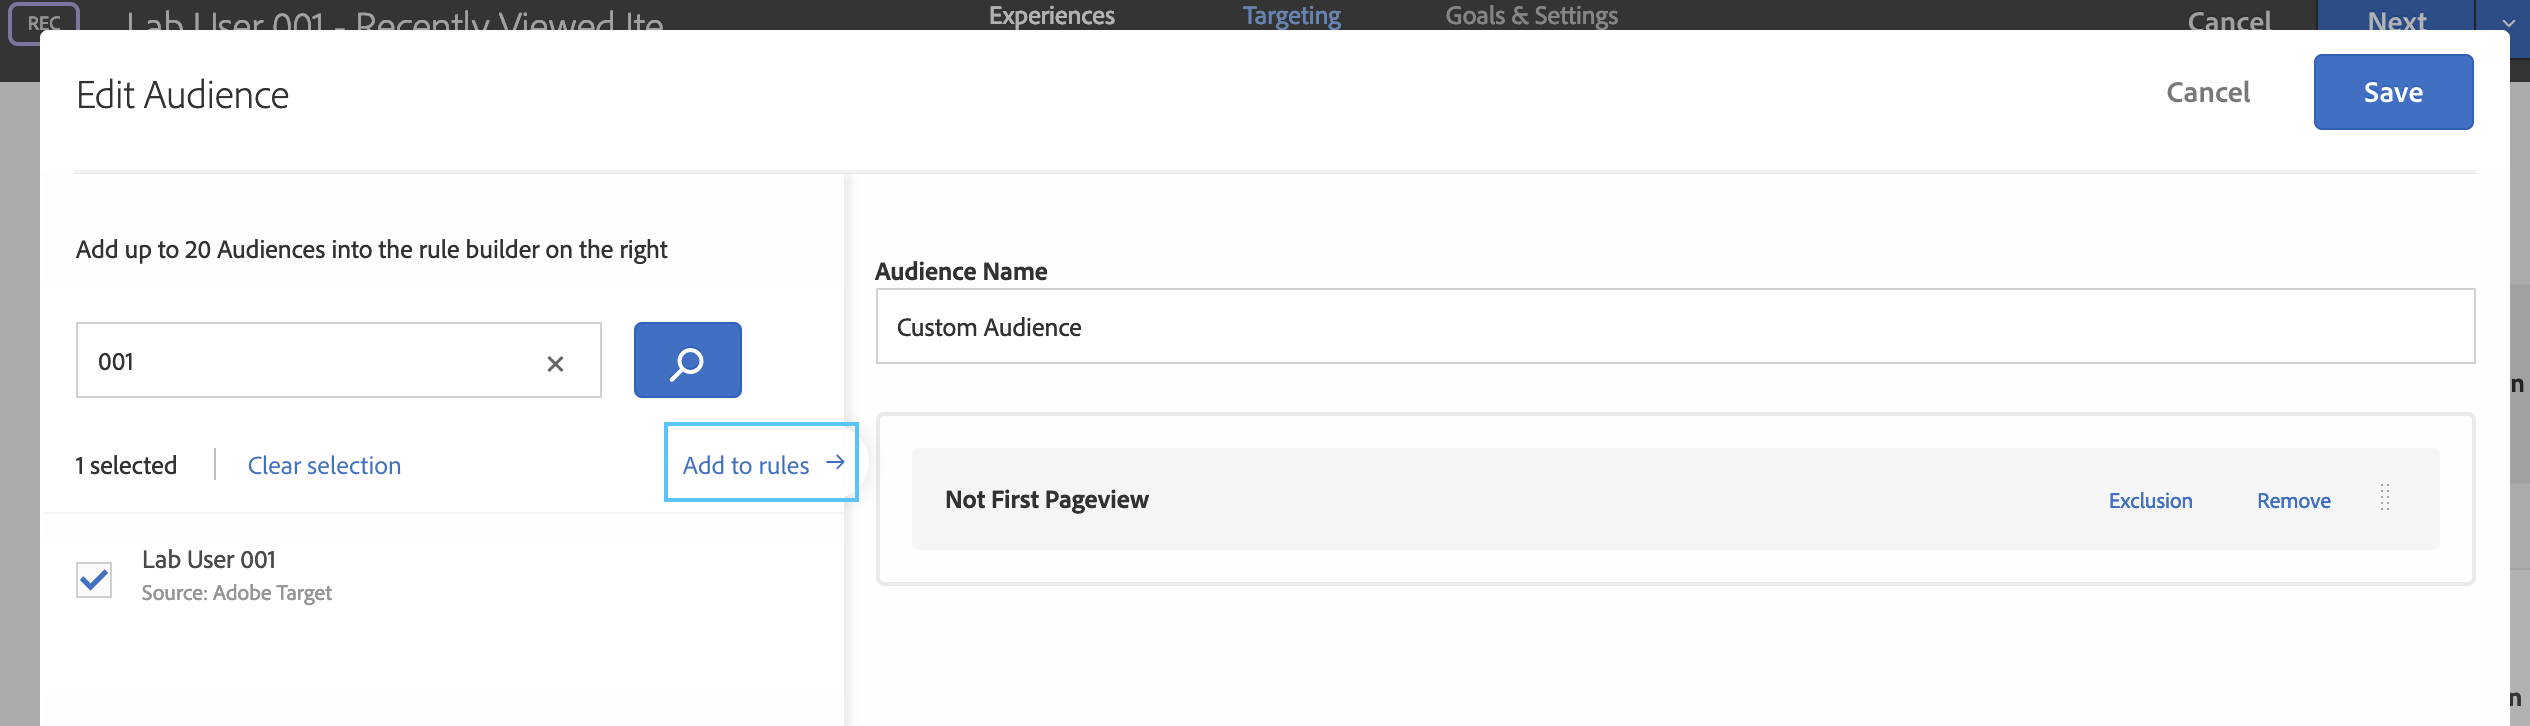 REC
Lab User 001 - Recently Viewed Ite
Experiences
Targeting
Goals & Settings
Cancel
Next
Edit Audience
Cancel
Save
Add up to 20 Audiences into the rule builder on the right
001
1 selected
Clear selection
Add to rules →
Lab User 001
Source: Adobe Target
Audience Name
Custom Audience
Not First Pageview
Exclusion
Remove
n
n